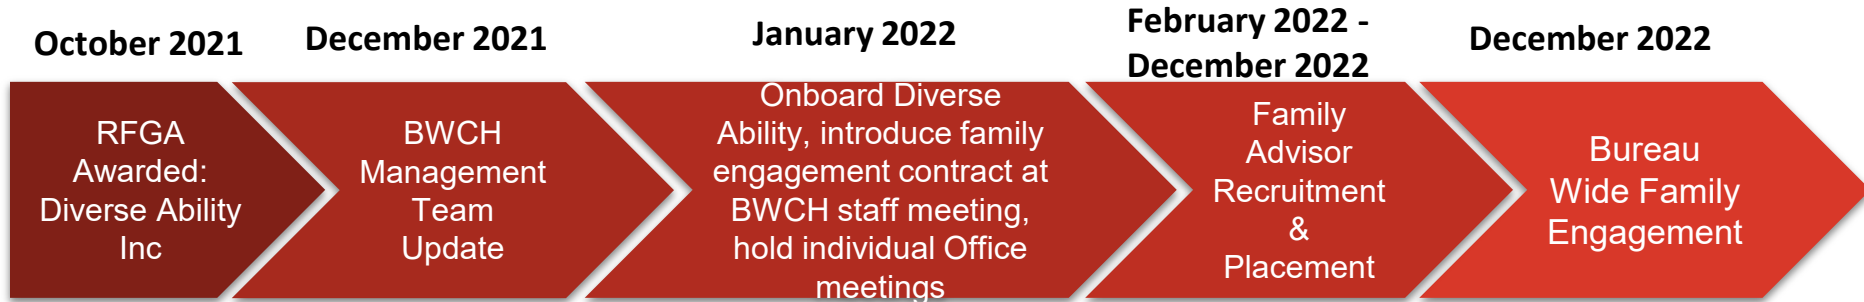 October 2021
RFGA
Awarded:
Diverse Ability
Inc
December 2021
BWCH
Management
Team
Update
January 2022
Onboard Diverse
Ability, introduce family
engagement contract at
BWCH staff meeting,
hold individual Office
meetings
February 2022 -
December 2022
Family
Advisor
Recruitment
&
Placement
December 2022
Bureau
Wide Family
Engagement